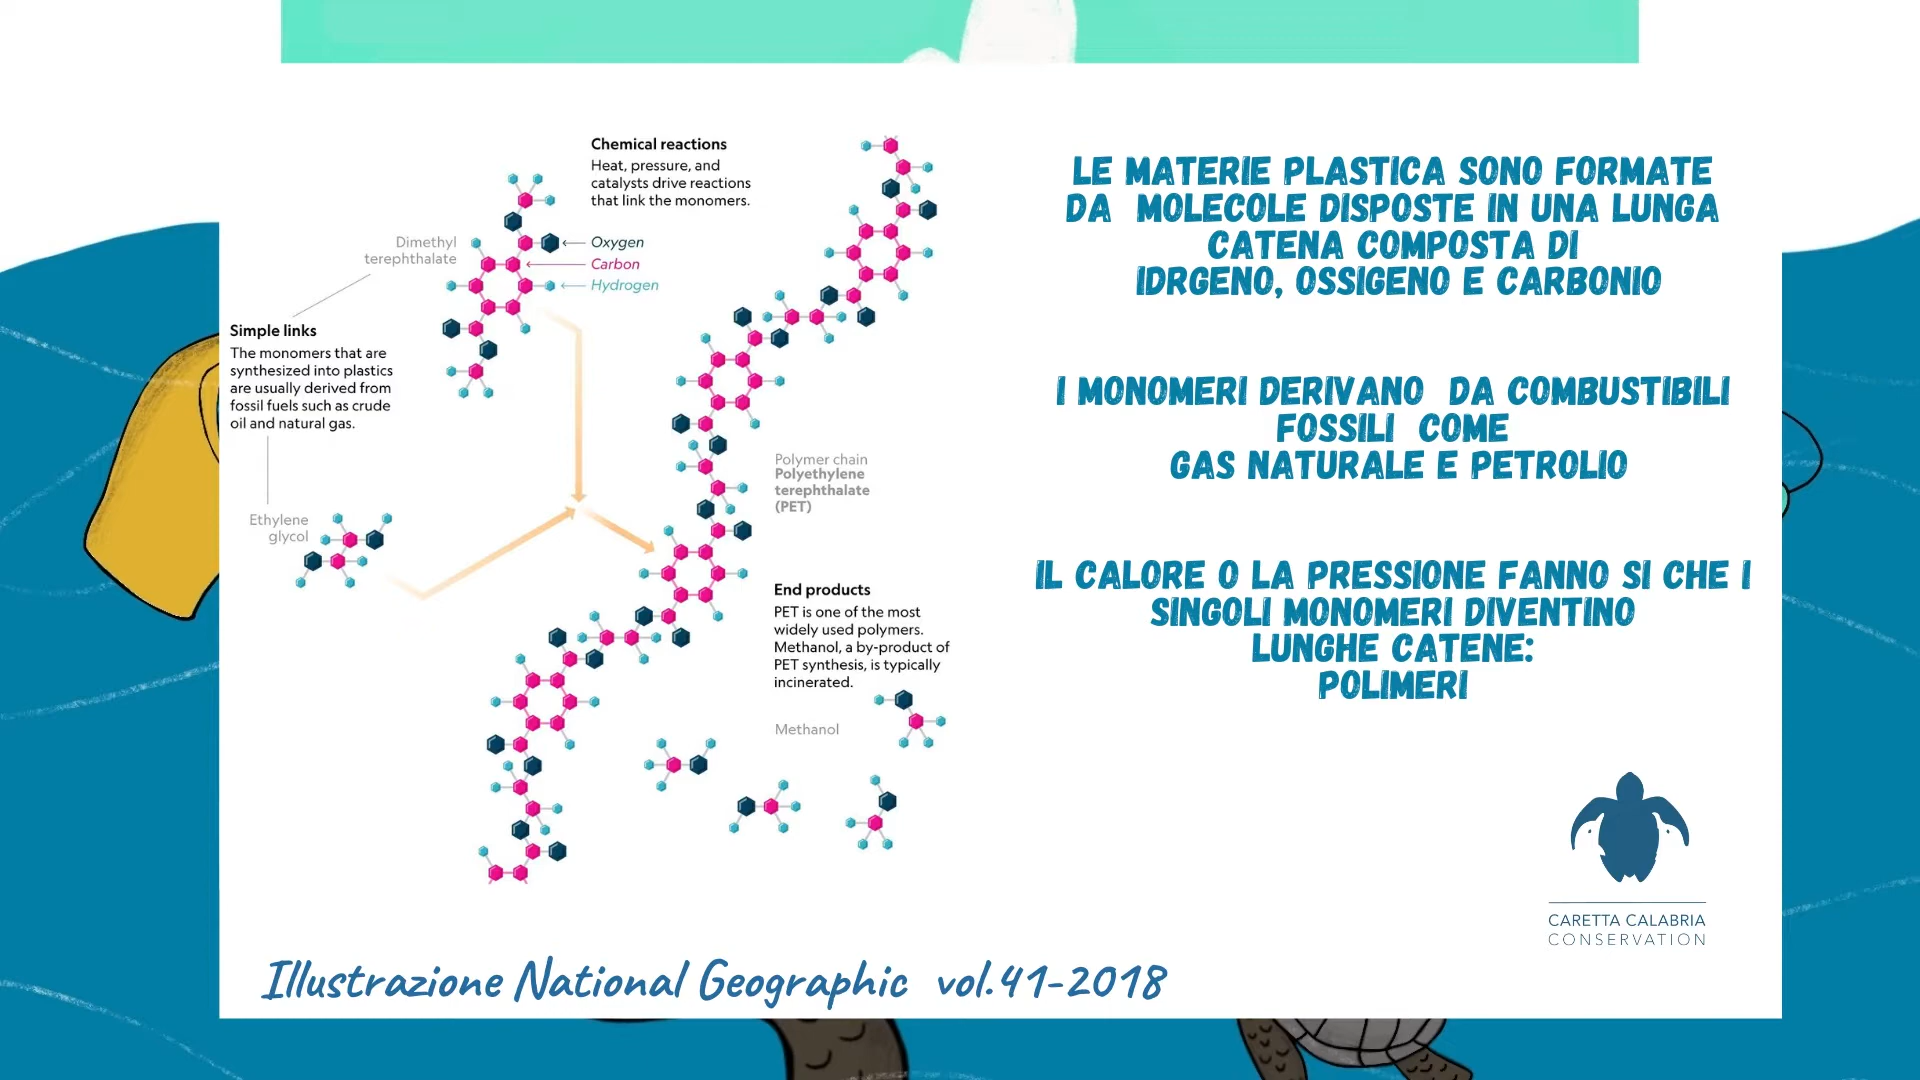 Chemical reactions
Heat, pressure, and
catalysts drive reactions
that link the monomers.
Dimethyl
terephthalate
Oxygen
Carbon
Hydrogen
Simple links
The monomers that are
synthesized into plastics
are usually derived from
fossil fuels such as crude
oil and natural gas.
Ethylene
glycol
Polymer chain
Polyethylene
terephthalate
(PET)
End products
PET is one of the most
widely used polymers.
Methanol, a by-product of
PET synthesis, is typically
incinerated.
Methanol
LE MATERIE PLASTICA SONO FORMATE
DA MOLECOLE DISPOSTE IN UNA LUNGA
CATENA COMPOSTA DI
IDRGENO, OSSIGENO E CARBONIO
I MONOMERI DERIVANO DA COMBUSTIBILI
FOSSILI COME
GAS NATURALE E PETROLIO
IL CALORE O LA PRESSIONE FANNO SI CHE I
SINGOLI MONOMERI DIVENTINO
LUNGHE CATENE:
POLIMERI
CARETTA CALABRIA
CONSERVATION
Illustrazione National Geographic vol.41-2018